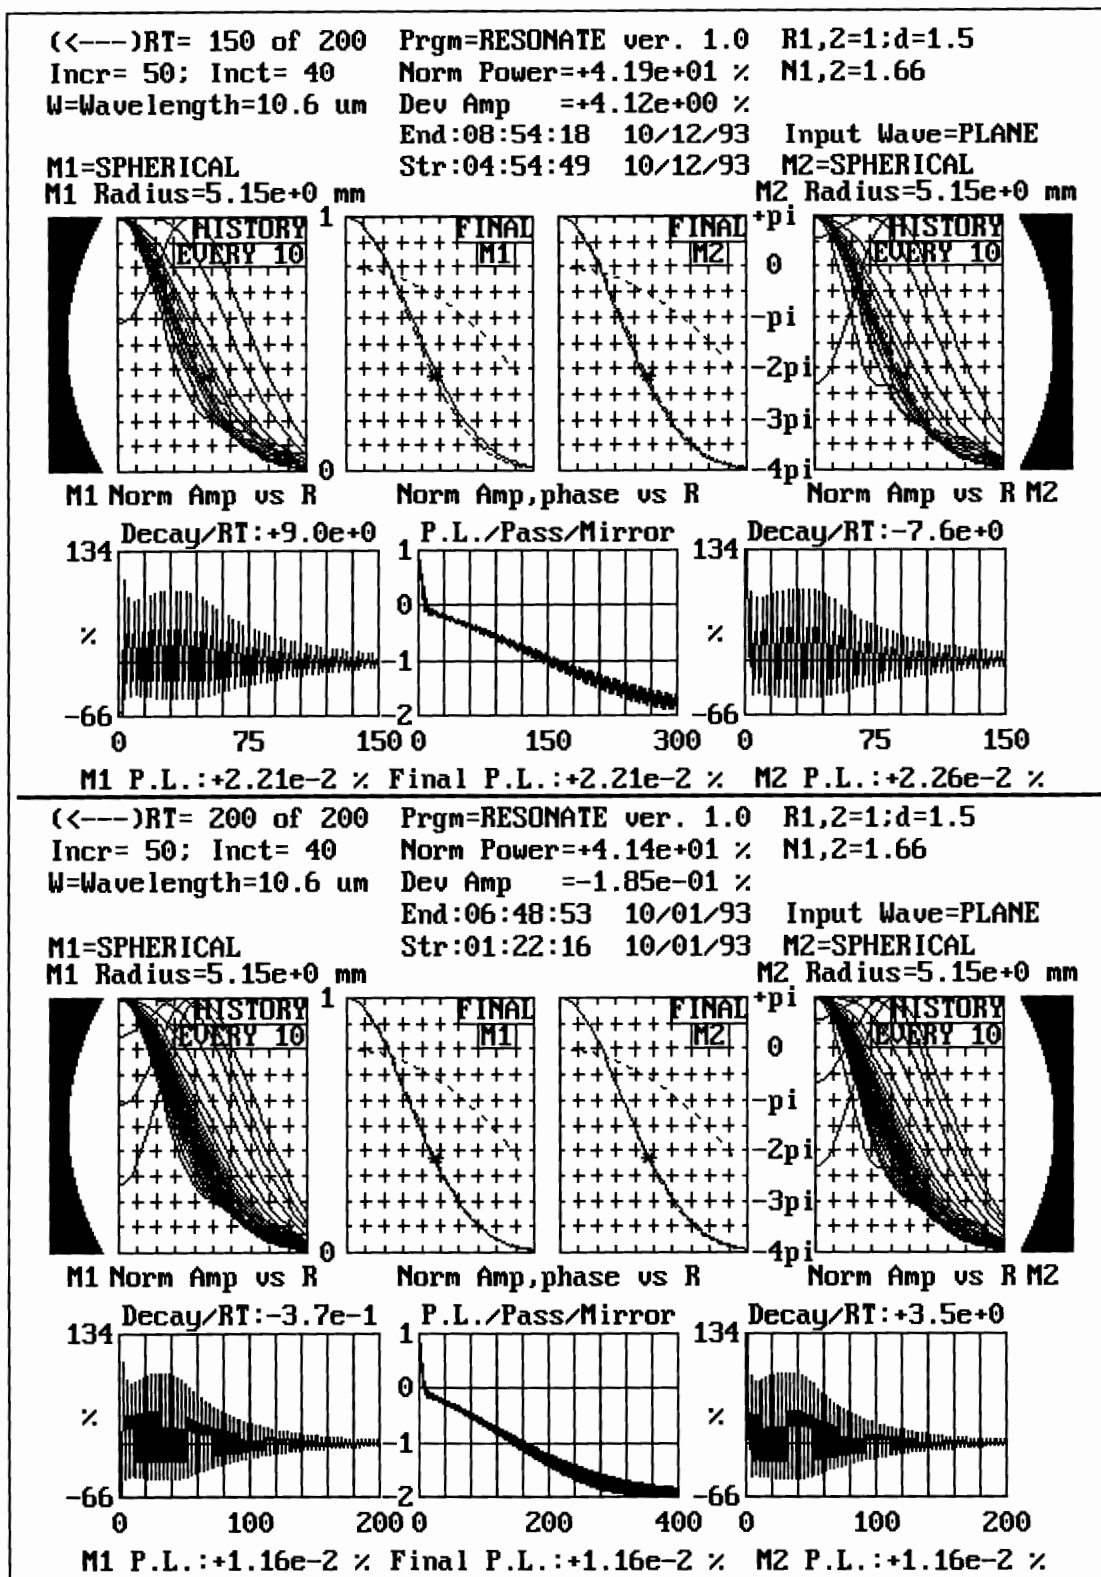 (<---)RT= 150 of 200 Prgm=RESONATE ver. 1.0 R1,2=1;d=1.5
Incr= 50; Inct= 40 Norm Power=+4.19e+01 % N1,2=1.66
W=Wavelength=10.6 um Dev Amp =+4.12e+00 %
End:08:54:18 10/12/93 Input Wave=PLANE
M1=SPHERICAL Str:04:54:49 10/12/93 M2=SPHERICAL
M1 Radius=5.15e+0 mm M2 Radius=5.15e+0 mm
HISTORY 1 FINAL FINAL +pi HISTORY
EVERY 10 M1 M2 0 EVERY 10
-pi
-2pi
-3pi
0 -4pi
M1 Norm Amp vs R Norm Amp,phase vs R Norm Amp vs R M2
Decay/RT:+9.0e+0 P.L./Pass/Mirror Decay/RT:-7.6e+0
134 1 134
0
% -1 %
-66 -2 -66
0 75 150 0 150 300 0 75 150
M1 P.L.:+2.21e-2 % Final P.L.:+2.21e-2 % M2 P.L.:+2.26e-2 %
(<---)RT= 200 of 200 Prgm=RESONATE ver. 1.0 R1,2=1;d=1.5
Incr= 50; Inct= 40 Norm Power=+4.14e+01 % N1,2=1.66
W=Wavelength=10.6 um Dev Amp =-1.85e-01 %
End:06:48:53 10/01/93 Input Wave=PLANE
M1=SPHERICAL Str:01:22:16 10/01/93 M2=SPHERICAL
M1 Radius=5.15e+0 mm M2 Radius=5.15e+0 mm
HISTORY 1 FINAL FINAL +pi HISTORY
EVERY 10 M1 M2 0 EVERY 10
-pi
-2pi
-3pi
0 -4pi
M1 Norm Amp vs R Norm Amp,phase vs R Norm Amp vs R M2
Decay/RT:-3.7e-1 P.L./Pass/Mirror Decay/RT:+3.5e+0
134 1 134
0
% -1 %
-66 -2 -66
0 100 200 0 200 400 0 100 200
M1 P.L.:+1.16e-2 % Final P.L.:+1.16e-2 % M2 P.L.:+1.16e-2 %